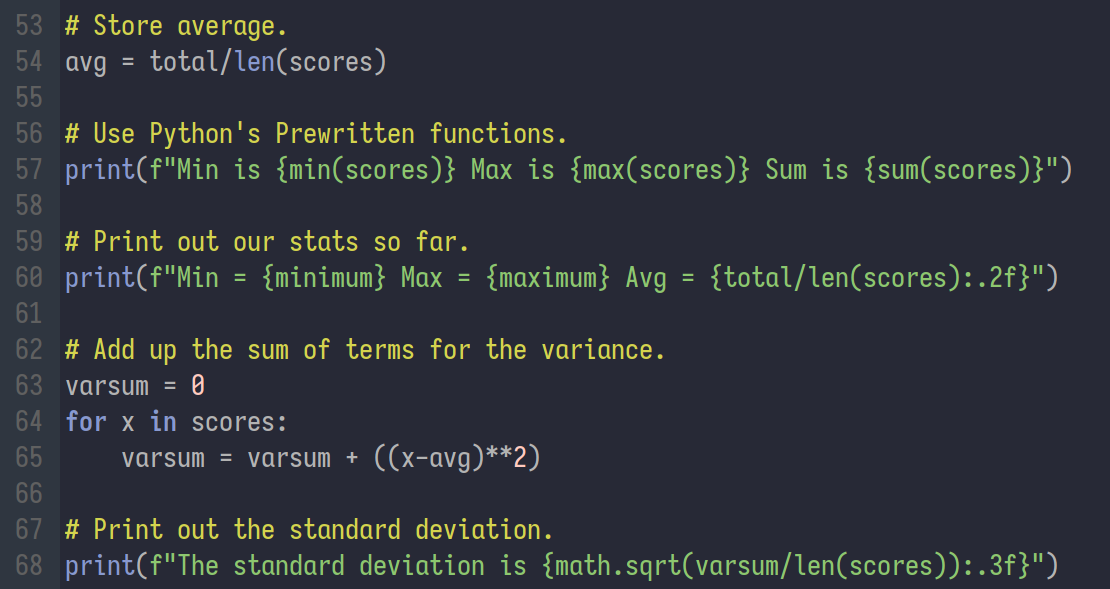 53 # Store average.
54 avg = total/len(scores)
55
56 # Use Python's Prewritten functions.
57 print(f"Min is {min(scores)} Max is {max(scores)} Sum is {sum(scores)}")
58
59 # Print out our stats so far.
60 print(f"Min = {minimum} Max = {maximum} Avg = {total/len(scores):.2f}")
61
62 # Add up the sum of terms for the variance.
63 varsum = 0
64 for x in scores:
65     varsum = varsum + ((x-avg)**2)
66
67 # Print out the standard deviation.
68 print(f"The standard deviation is {math.sqrt(varsum/len(scores)):.3f}")